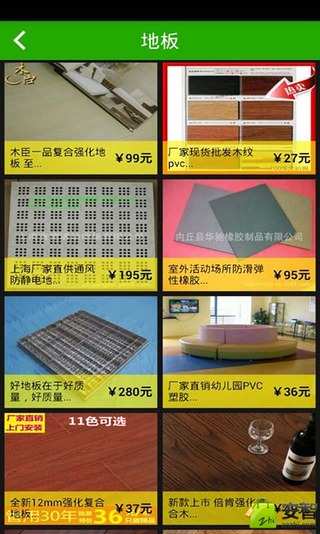 地板
木臣
木臣一品复合强化地
板 至...
￥99元
热卖
厂家现货批发木纹
pvc...
￥27元
上海厂家直供通风
防静电地...
￥195元
内丘县华驰橡胶制品有限公司
室外活动场所防滑弹
性橡胶...
￥95元
好地板在于好质
量，好质量...
￥280元
厂家直销幼儿园PVC
塑胶...
￥130元
厂家直销
上门安装
11色可选
全新12mm强化复合
地板...
￥37元
新款上市 倍肯强化复
合木...